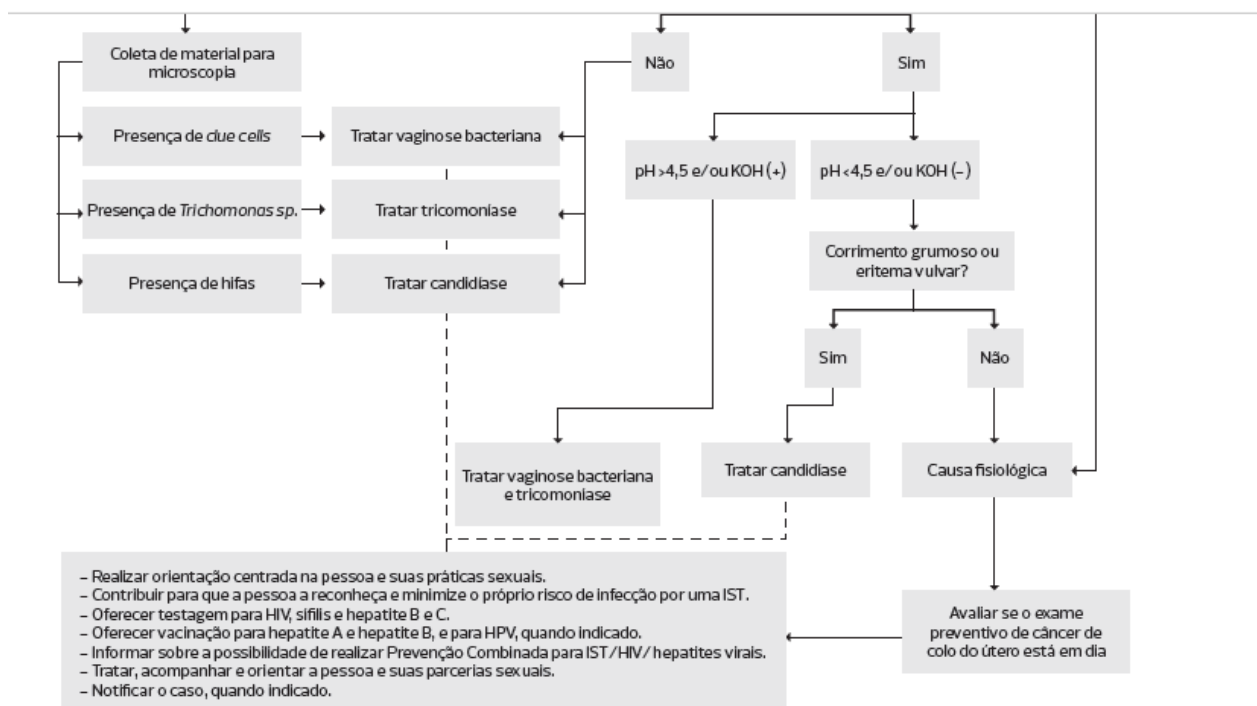 Coleta de material para
microscopia
Não
Sim
Presença de clue cells
Tratar vaginose bacteriana
pH >4,5 e/ou KOH (+)
pH <4,5 e/ou KOH (–)
Presença de Trichomonas sp.
Tratar tricomoníase
Corrimento grumoso ou
eritema vulvar?
Presença de hifas
Tratar candidíase
Sim
Não
Tratar vaginose bacteriana
e tricomoníase
Tratar candidíase
Causa fisiológica
– Realizar orientação centrada na pessoa e suas práticas sexuais.
– Contribuir para que a pessoa a reconheça e minimize o próprio risco de infecção por uma IST.
– Oferecer testagem para HIV, sífilis e hepatite B e C.
– Oferecer vacinação para hepatite A e hepatite B, e para HPV, quando indicado.
– Informar sobre a possibilidade de realizar Prevenção Combinada para IST/HIV/ hepatites virais.
– Tratar, acompanhar e orientar a pessoa e suas parcerias sexuais.
– Notificar o caso, quando indicado.
Avaliar se o exame
preventivo de câncer de
colo do útero está em dia